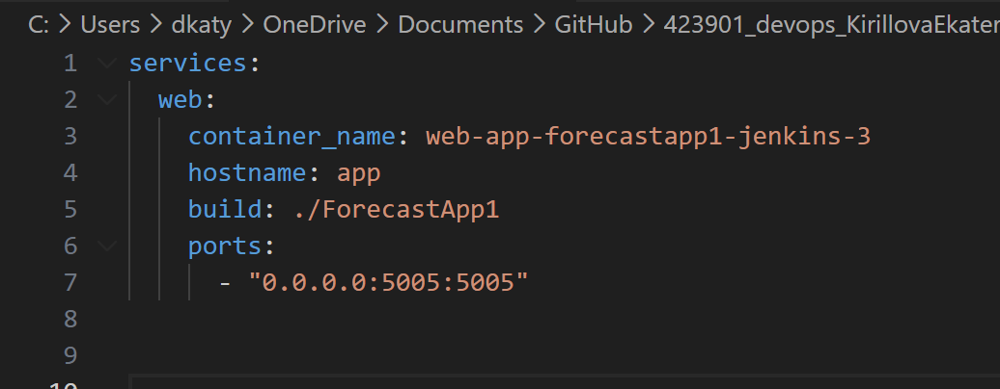 C: > Users > dkaty > OneDrive > Documents > GitHub > 423901_devops_KirillovaEkater
1 services:
2   web:
3     container_name: web-app-forecastapp1-jenkins-3
4     hostname: app
5     build: ./ForecastApp1
6     ports:
7       - "0.0.0.0:5005:5005"
8
9
10